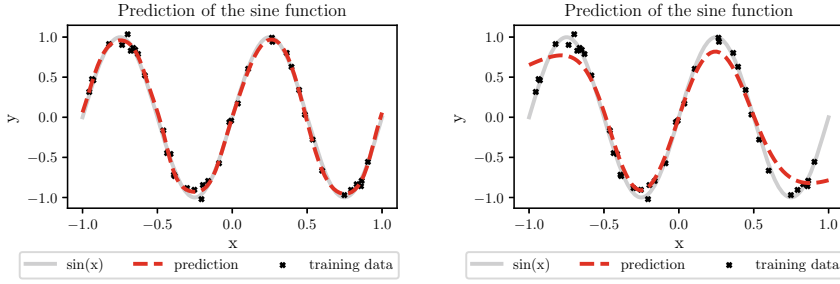 Prediction of the sine function
1.0
0.5
0.0
−0.5
−1.0
y
−1.0 −0.5 0.0 0.5 1.0
x
sin(x) prediction training data
Prediction of the sine function
1.0
0.5
0.0
−0.5
−1.0
y
−1.0 −0.5 0.0 0.5 1.0
x
sin(x) prediction training data